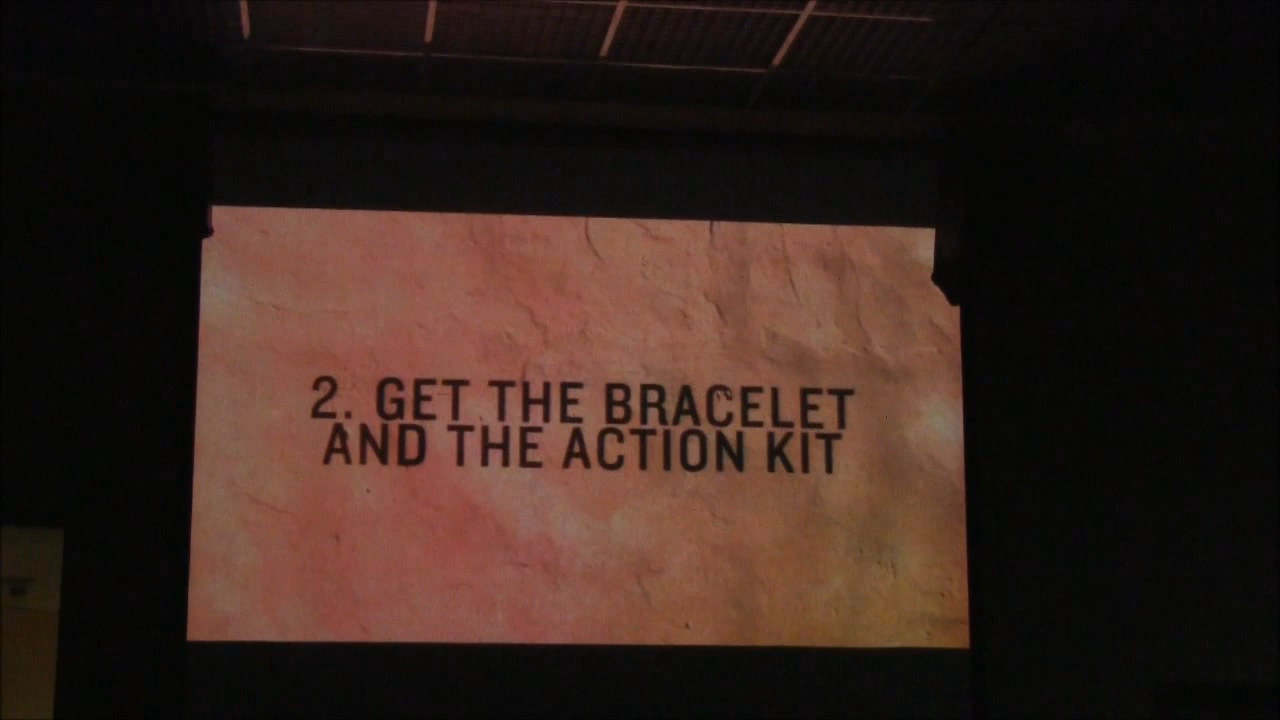 2. GET THE BRACELET
AND THE ACTION KIT